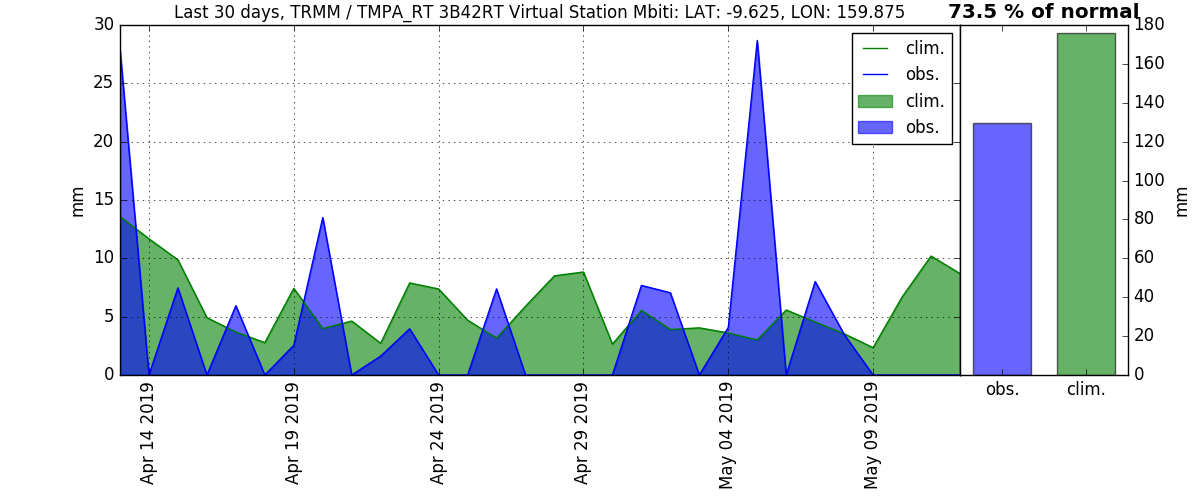 Last 30 days, TRMM / TMPA_RT 3B42RT Virtual Station Mbiti: LAT: -9.625, LON: 159.875
73.5 % of normal
30
25
20
15
10
5
0
mm
clim.
obs.
clim.
obs.
Apr 14 2019
Apr 19 2019
Apr 24 2019
Apr 29 2019
May 04 2019
May 09 2019
180
160
140
120
100
80
60
40
20
0
mm
obs.
clim.